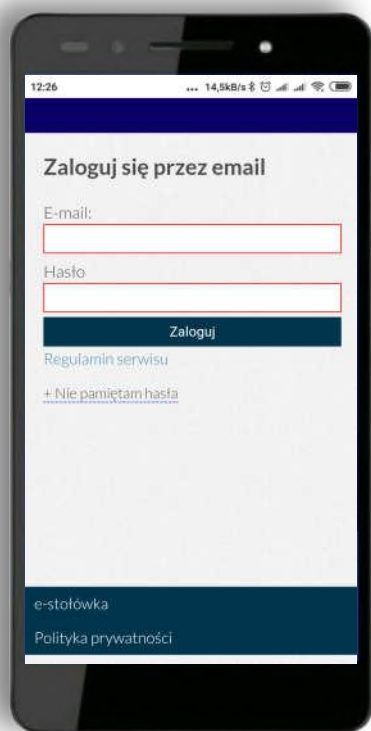 12:26
... 14,5kB/s
Zaloguj się przez email
E-mail:
Hasło
Zaloguj
Regulamin serwisu
+ Nie pamiętam hasła
e-stołówka
Polityka prywatności